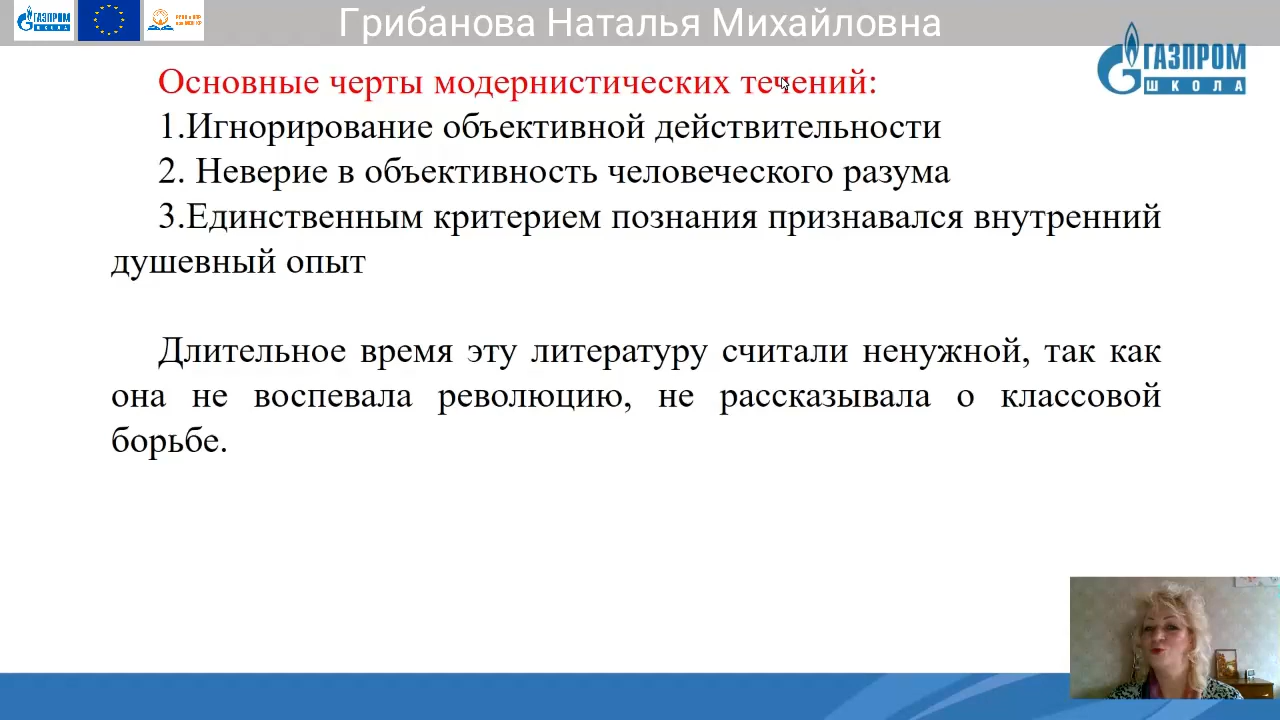 ГАЗПРОМ
ШКОЛА
Грибанова Наталья Михайловна
ГАЗПРОМ
ШКОЛА
Основные черты модернистических течений:
1.Игнорирование объективной действительности
2. Неверие в объективность человеческого разума
3.Единственным критерием познания признавался внутренний
душевный опыт
Длительное время эту литературу считали ненужной, так как
она не воспевала революцию, не рассказывала о классовой
борьбе.